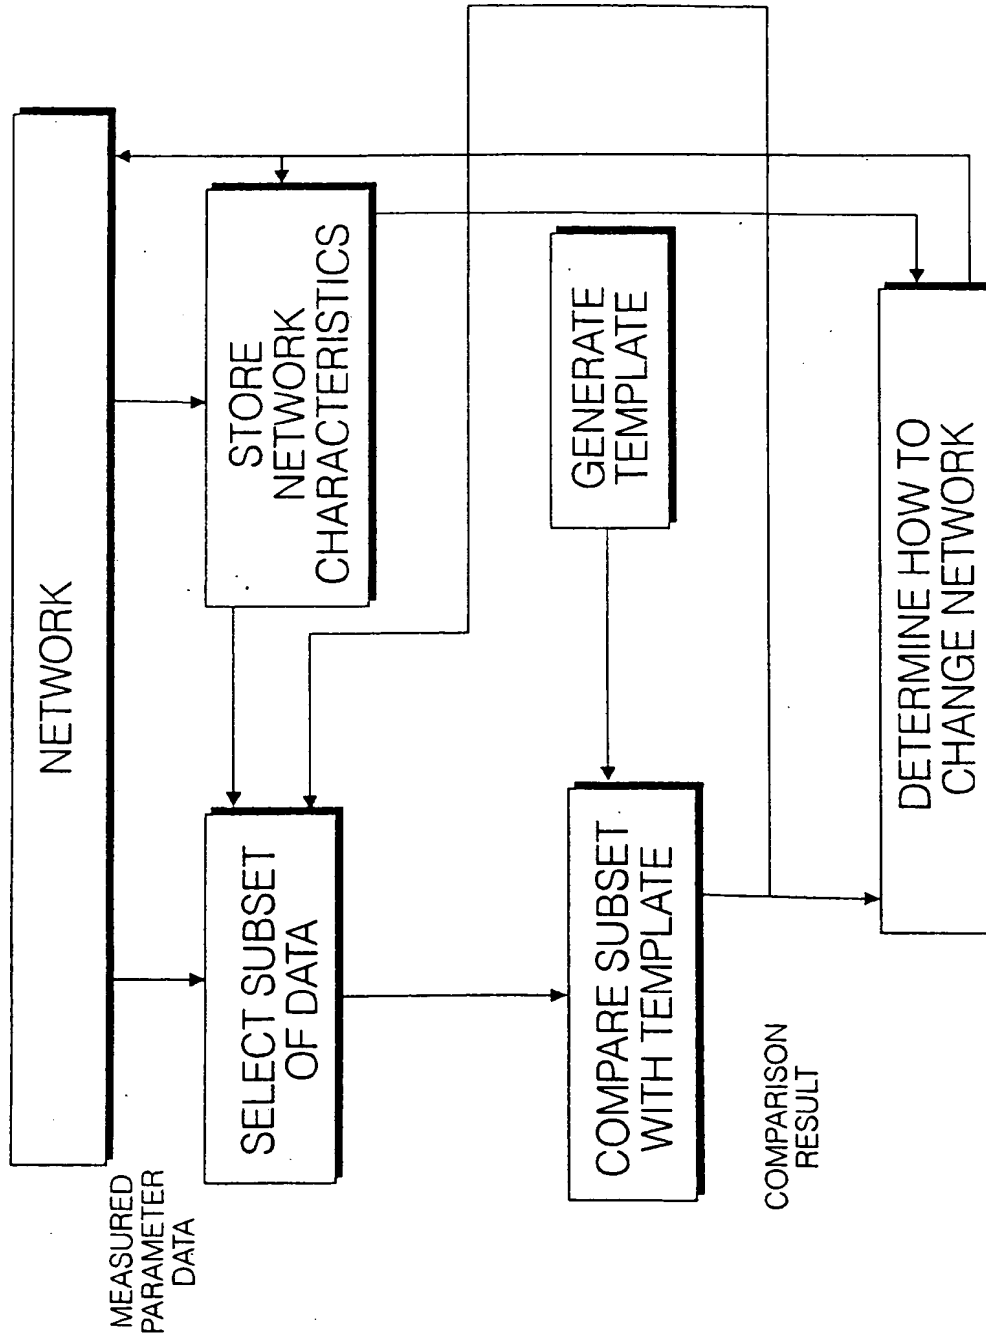 NETWORK
MEASURED
PARAMETER
DATA
STORE
NETWORK
CHARACTERISTICS
SELECT SUBSET
OF DATA
GENERATE
TEMPLATE
COMPARE SUBSET
WITH TEMPLATE
COMPARISON
RESULT
DETERMINE HOW TO
CHANGE NETWORK